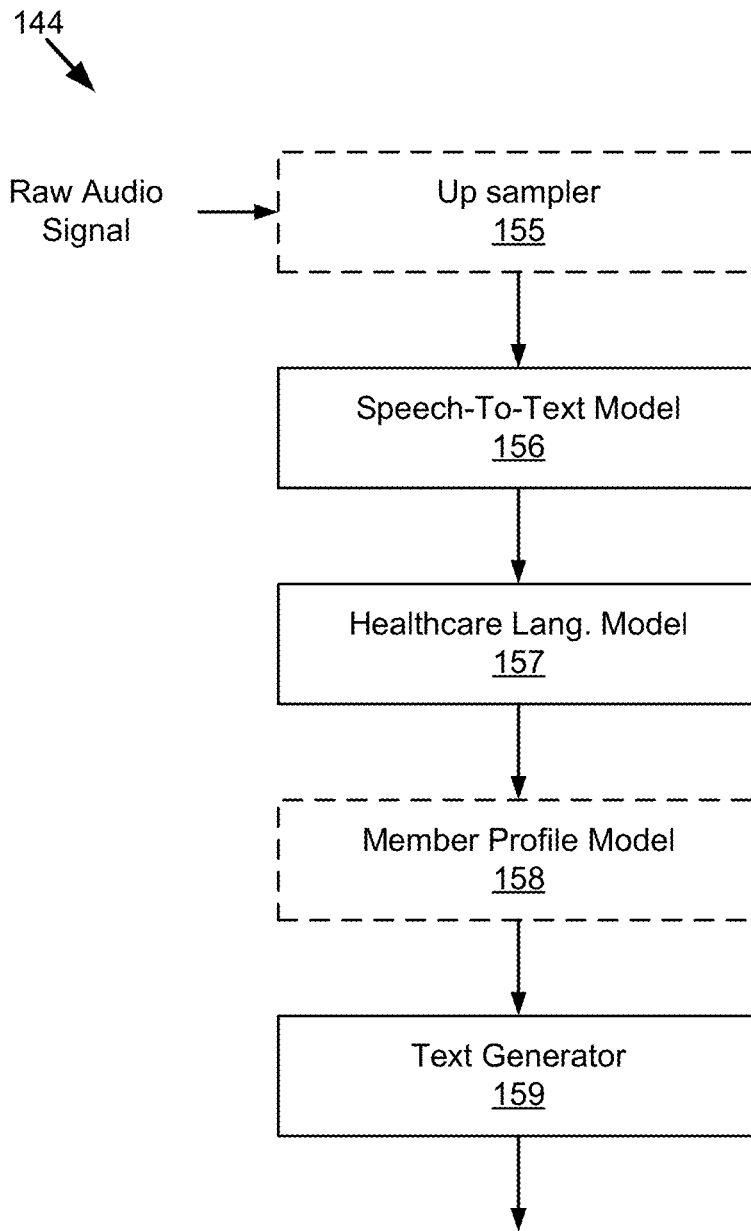 144
Raw Audio
Signal
Up sampler
155
Speech-To-Text Model
156
Healthcare Lang. Model
157
Member Profile Model
158
Text Generator
159